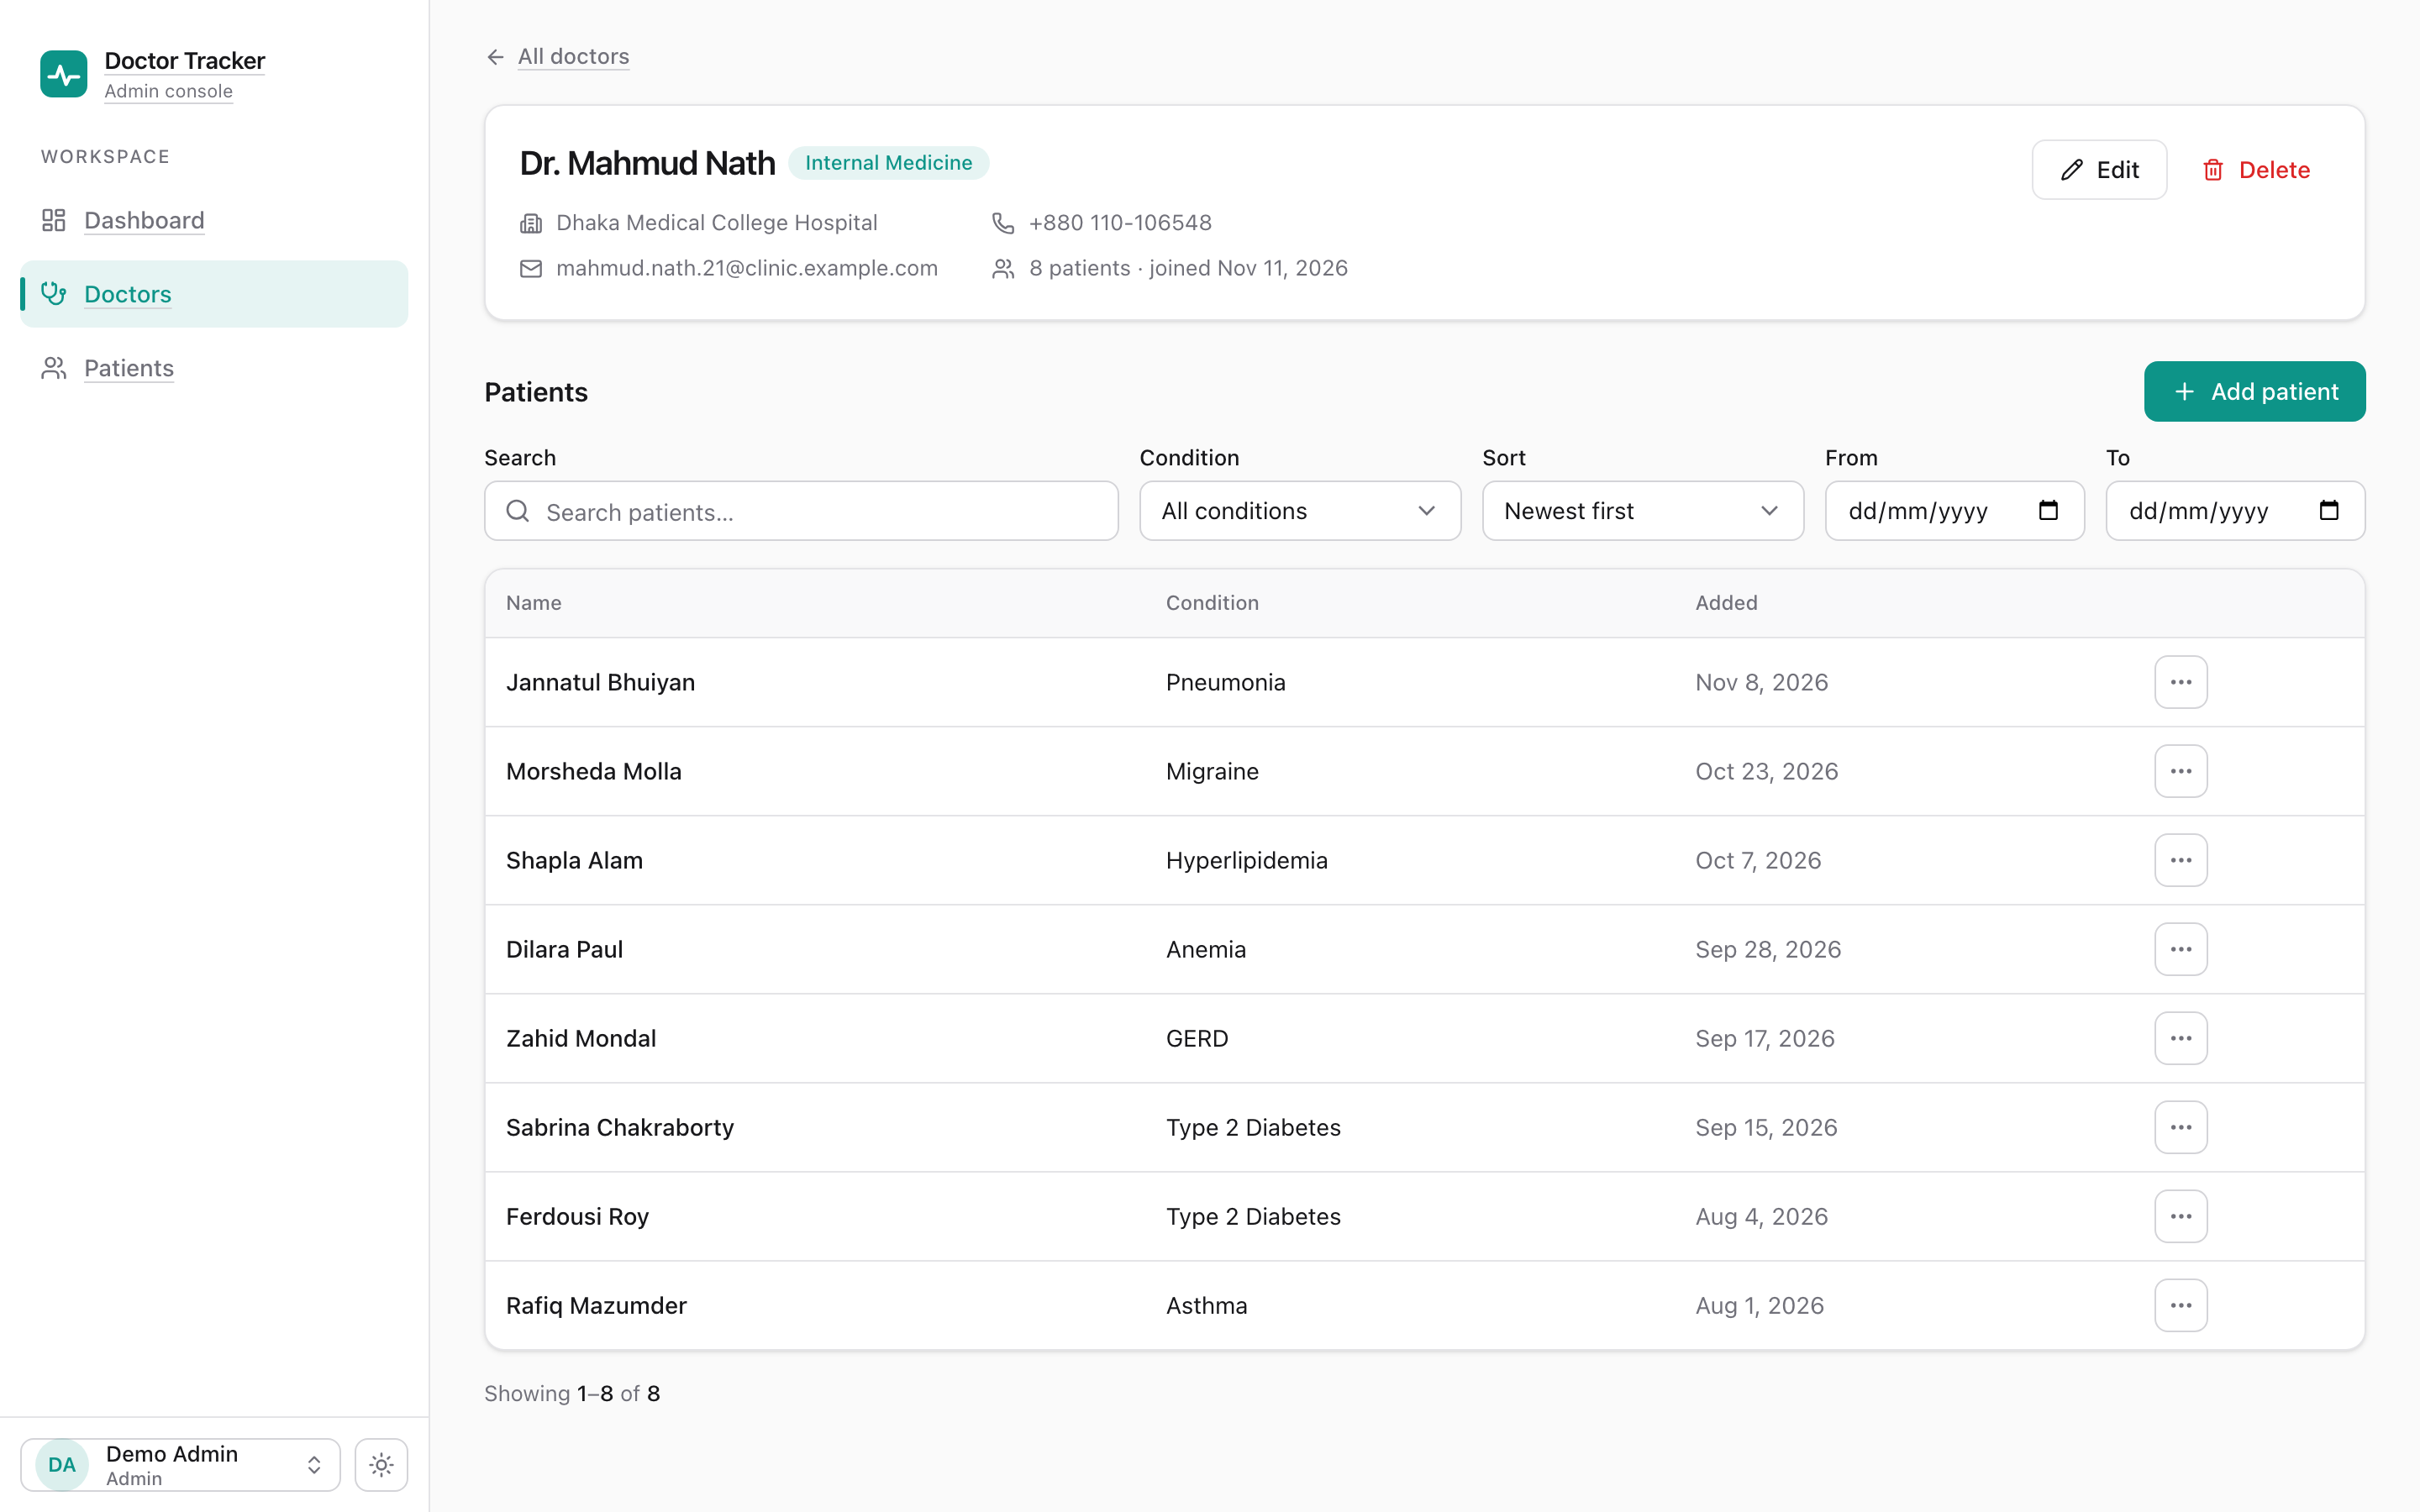 Doctor Tracker
Admin console
WORKSPACE
Dashboard
Doctors
Patients
DA
Demo Admin
Admin
All doctors
Dr. Mahmud Nath Internal Medicine
Edit Delete
Dhaka Medical College Hospital +880 110-106548
mahmud.nath.21@clinic.example.com 8 patients · joined Nov 11, 2026
Patients
Add patient
Search Condition Sort From To
Search patients... All conditions Newest first dd/mm/yyyy dd/mm/yyyy
Name Condition Added
Jannatul Bhuiyan Pneumonia Nov 8, 2026
Morsheda Molla Migraine Oct 23, 2026
Shapla Alam Hyperlipidemia Oct 7, 2026
Dilara Paul Anemia Sep 28, 2026
Zahid Mondal GERD Sep 17, 2026
Sabrina Chakraborty Type 2 Diabetes Sep 15, 2026
Ferdousi Roy Type 2 Diabetes Aug 4, 2026
Rafiq Mazumder Asthma Aug 1, 2026
Showing 1–8 of 8